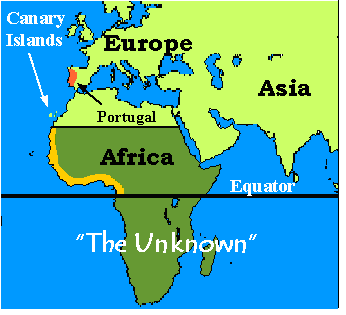 Canary
Islands
Europe
Asia
Portugal
Africa
Equator
"The Unknown"